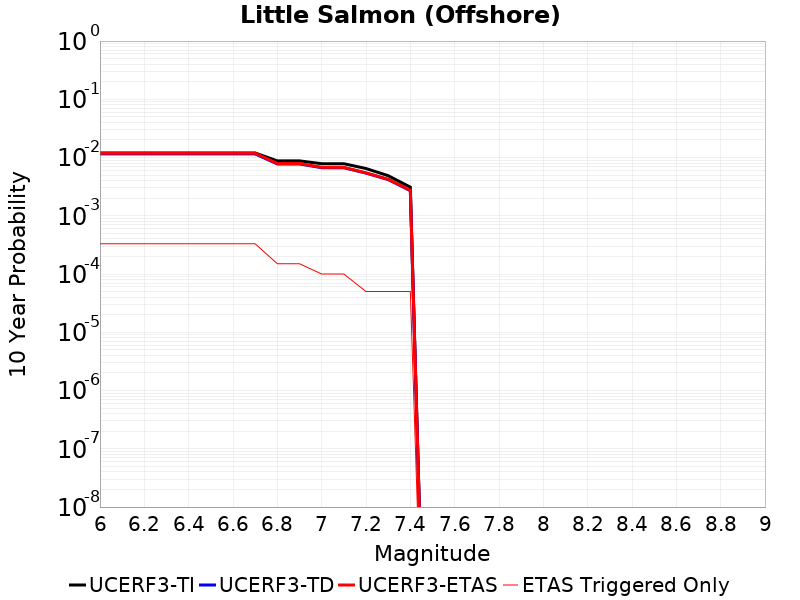 Little Salmon (Offshore)
10^0
10^-1
10^-2
10^-3
10^-4
10^-5
10^-6
10^-7
10^-8
10 Year Probability
6 6.2 6.4 6.6 6.8 7 7.2 7.4 7.6 7.8 8 8.2 8.4 8.6 8.8 9
Magnitude
UCERF3-TI UCERF3-TD UCERF3-ETAS ETAS Triggered Only